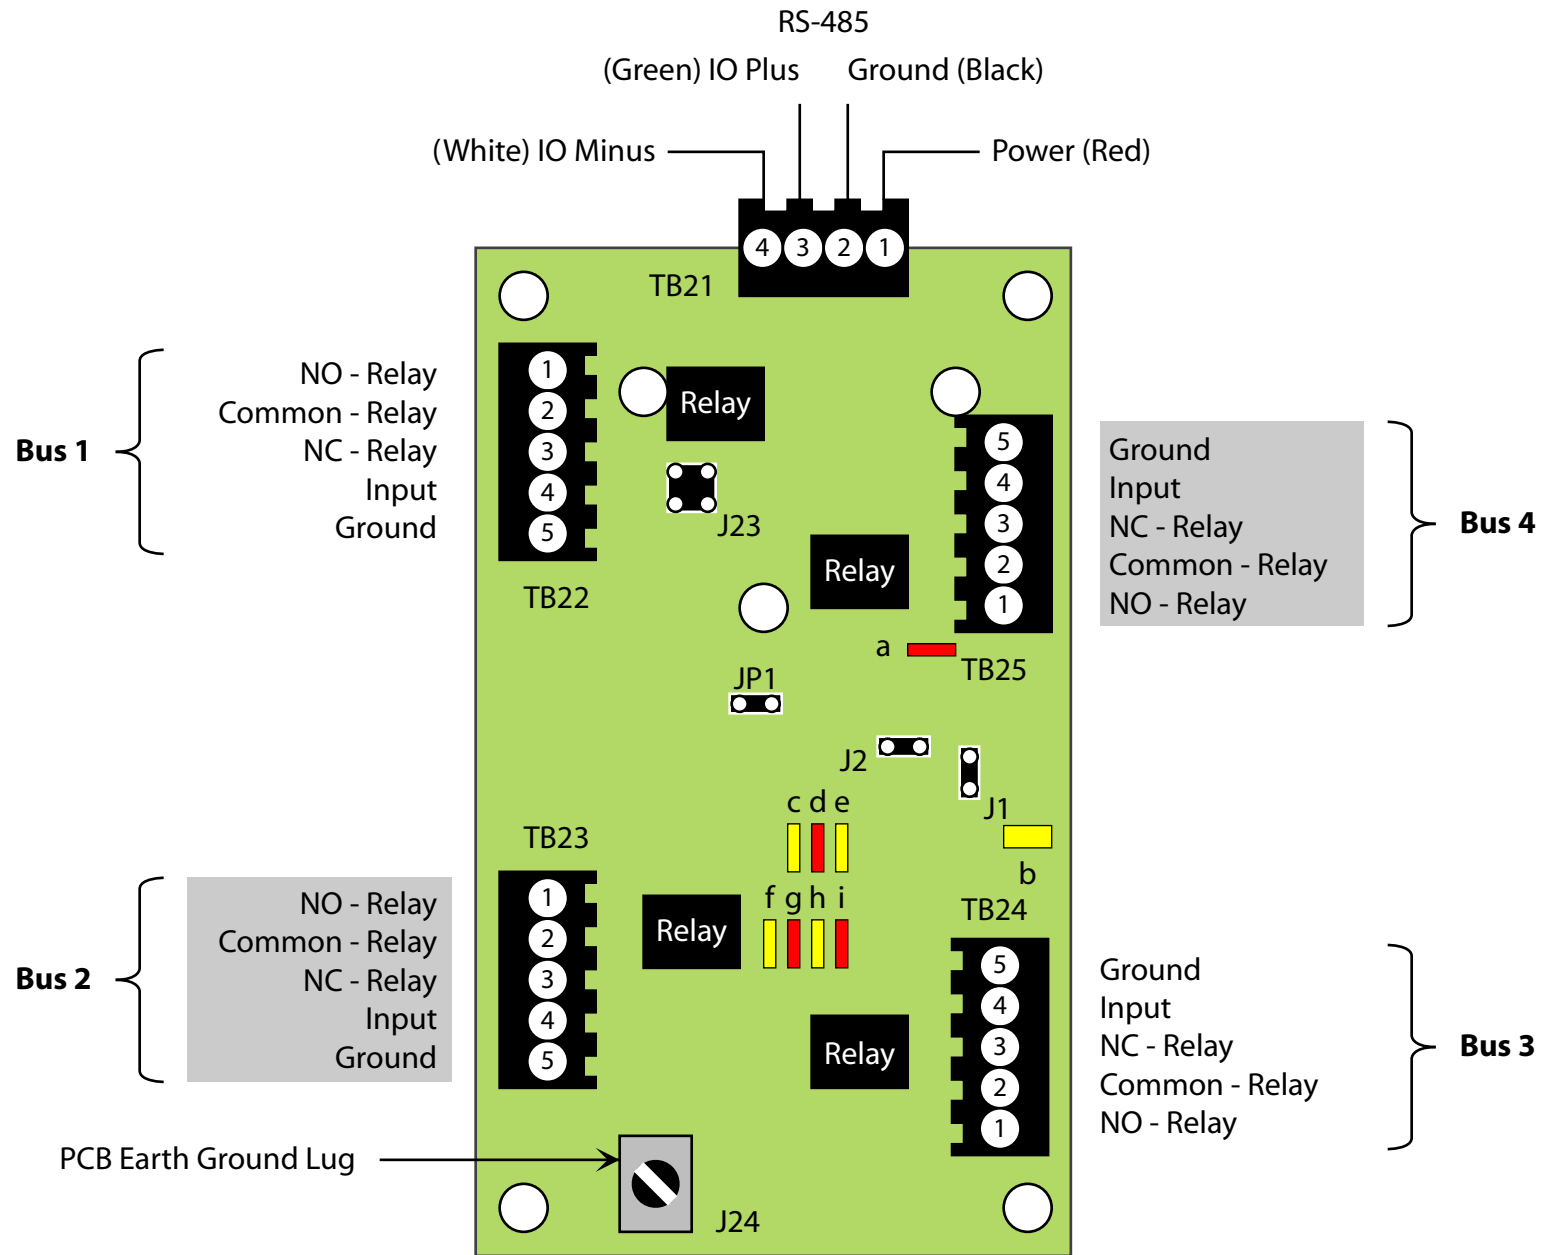 RS-485
(Green) IO Plus
Ground (Black)
(White) IO Minus
Power (Red)
4 3 2 1
TB21
Bus 1
NO - Relay
Common - Relay
NC - Relay
Input
Ground
1
2
3
4
5
TB22
Relay
J23
Relay
5
4
3
2
1
Ground
Input
NC - Relay
Common - Relay
NO - Relay
Bus 4
a
TB25
JP1
J2
J1
c d e
b
f g h i
TB23
Bus 2
NO - Relay
Common - Relay
NC - Relay
Input
Ground
1
2
3
4
5
Relay
Relay
TB24
5
4
3
2
1
Ground
Input
NC - Relay
Common - Relay
NO - Relay
Bus 3
PCB Earth Ground Lug
J24